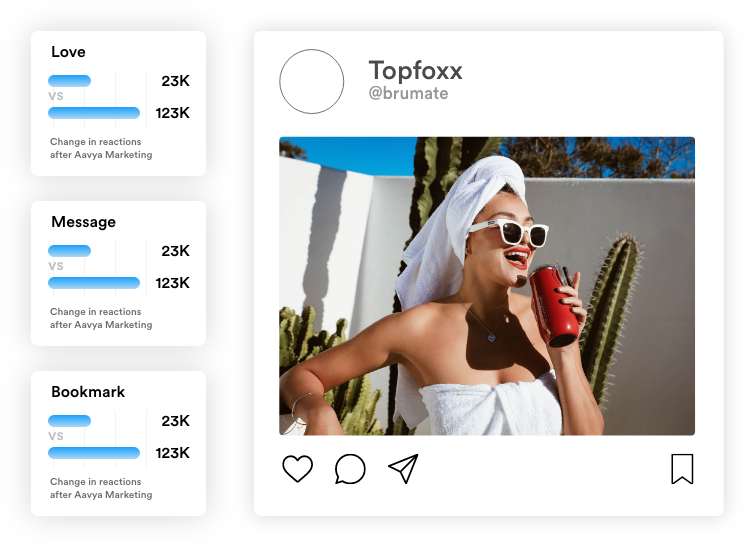 Love
23K
VS
123K
Change in reactions
after Aavya Marketing
Message
23K
VS
123K
Change in reactions
after Aavya Marketing
Bookmark
23K
VS
123K
Change in reactions
after Aavya Marketing
Topfoxx
@brumate